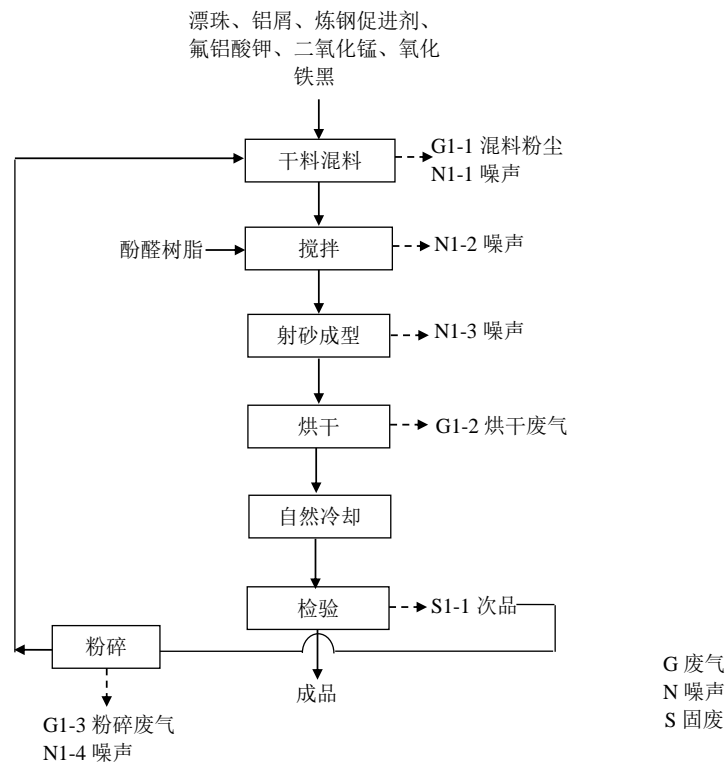 漂珠、铝屑、炼钢促进剂、
氟铝酸钾、二氧化锰、氧化
铁黑
干料混料
G1-1 混料粉尘
N1-1 噪声
酚醛树脂
搅拌
N1-2 噪声
射砂成型
N1-3 噪声
烘干
G1-2 烘干废气
自然冷却
检验
S1-1 次品
粉碎
成品
G1-3 粉碎废气
N1-4 噪声
G 废气
N 噪声
S 固废